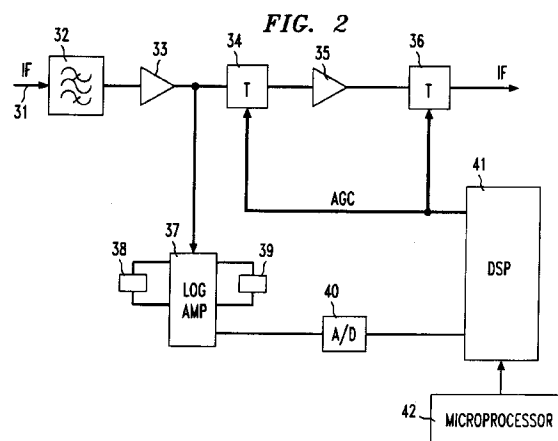 FIG. 2
IF
31
32
33
34
T
35
36
T
IF
AGC
41
DSP
37
LOG
AMP
38
39
40
A/D
42
MICROPROCESSOR